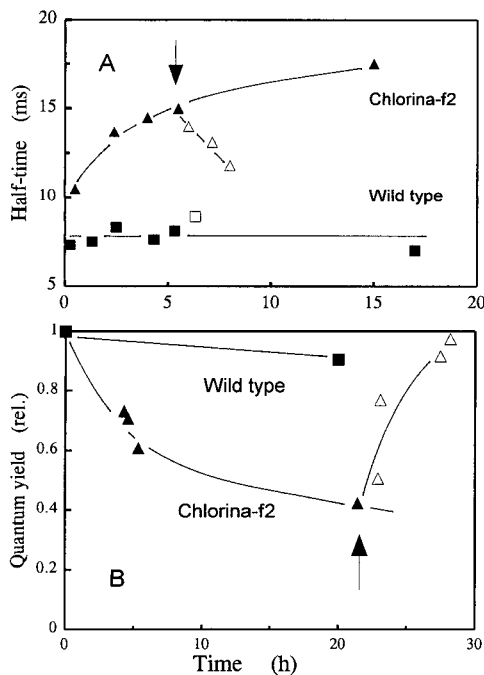 20
A
15
Chlorina-f2
Half-time (ms)
10
Wild type
5
0 5 10 15 20
1
0.8
Wild type
0.6
Quantum yield (rel.)
0.4
Chlorina-f2
0.2
B
0
0 10 20 30
Time (h)